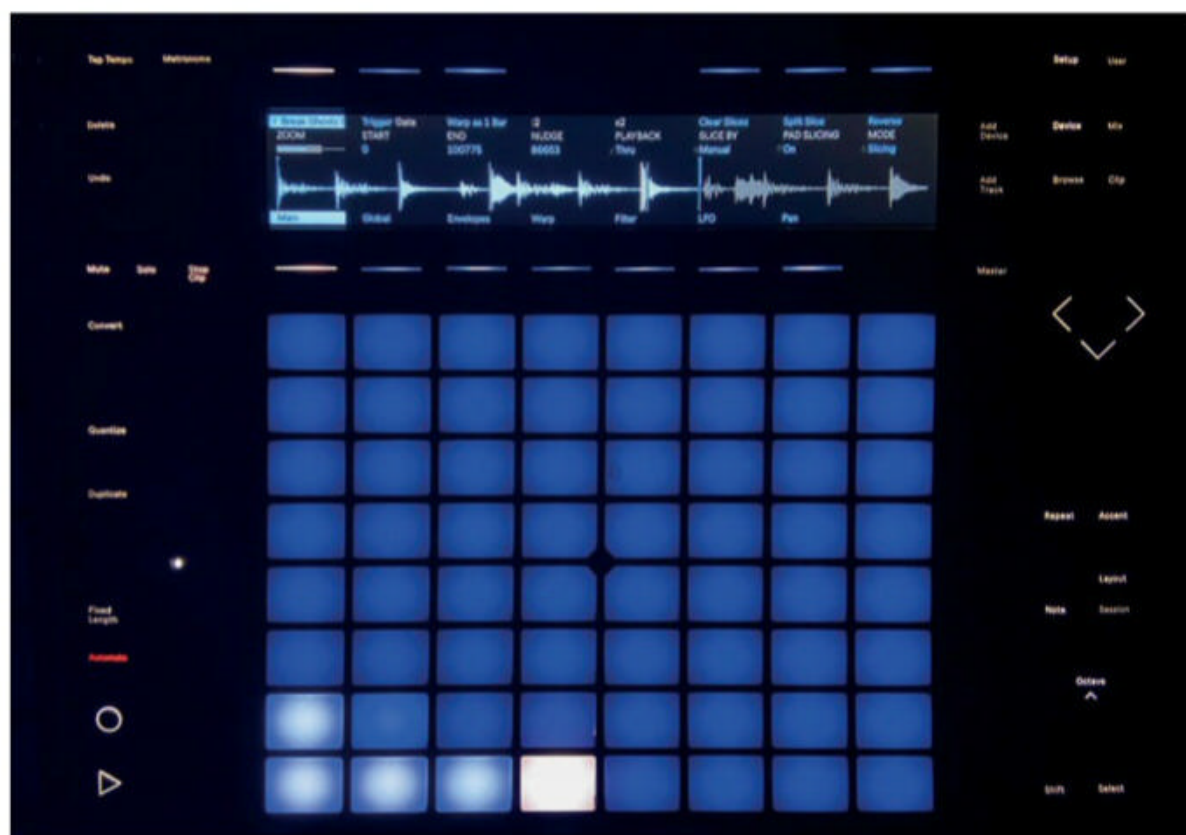 Tap Tempo Metronome
Setup User
Delete
Undo
Break Ghosts 1 Trigger Gate Warp as 1 Bar :2 x2 Clear Slices Split Slice Reverse
ZOOM START END NUDGE PLAYBACK SLICE BY PAD SLICING MODE
0 100775 86663 Thru Manual On Slicing
Main Global Envelopes Warp Filter LFO Pan
Add
Device
Device Mix
Add
Track
Browse Clip
Mute Solo Stop
Clip
Master
Convert
Quantize
Duplicate
Repeat Accent
Layout
Fixed
Length
Note Session
Automate
Octave
Shift Select